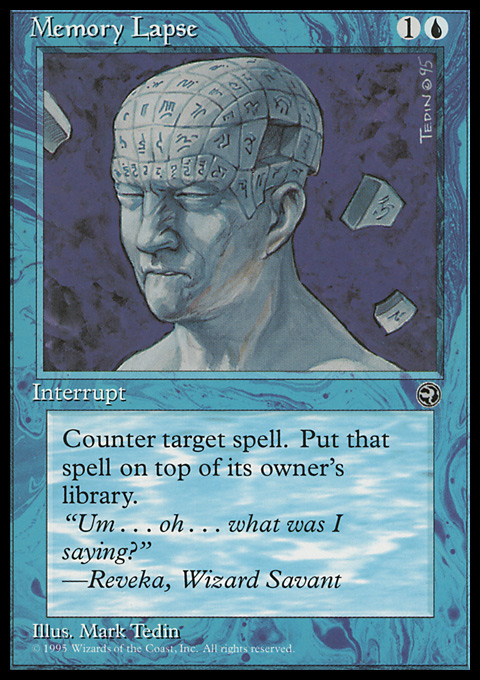 Memory Lapse 1
TEDIN © 95
Interrupt
Counter target spell. Put that
spell on top of its owner's
library.
“Um . . . oh . . . what was I
saying?”
—Reveka, Wizard Savant
Illus. Mark Tedin
© 1995 Wizards of the Coast, Inc. All rights reserved.